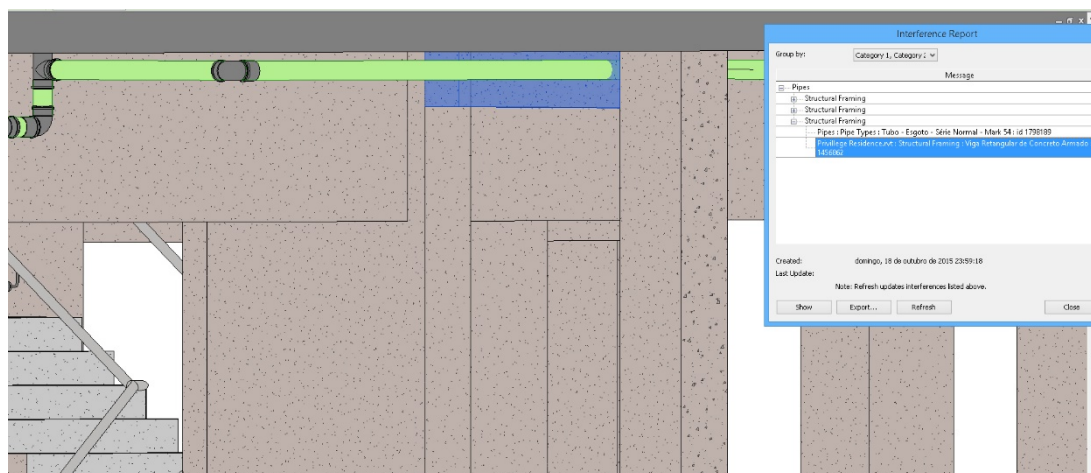 Interference Report
Group by:
Category 1, Category 2
Message
Pipes
Structural Framing
Structural Framing
Structural Framing
Pipes : Pipe Types : Tubo - Esgoto - Série Normal - Mark 54 : id 1798189
Privillege Residence.rvt : Structural Framing : Viga Retangular de Concreto Armado
1456862
Created: domingo, 18 de outubro de 2015 23:59:18
Last Update:
Note: Refresh updates interferences listed above.
Show Export... Refresh Close